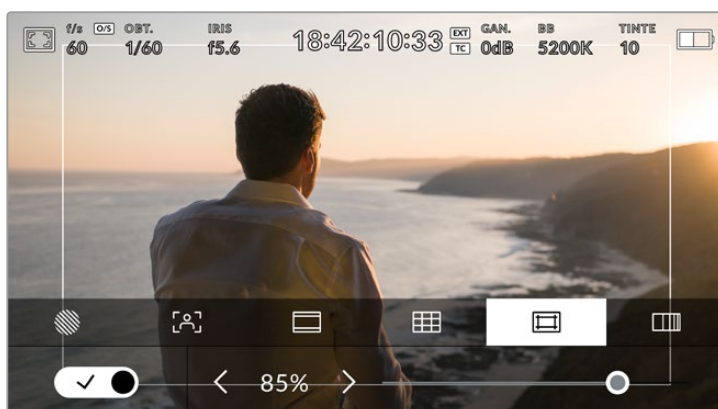 f/s O/S OBT. IRIS 18:42:10:33 EXT GAN. BB TINTE
60 1/60 f5.6 TC 0dB 5200K 10
85%